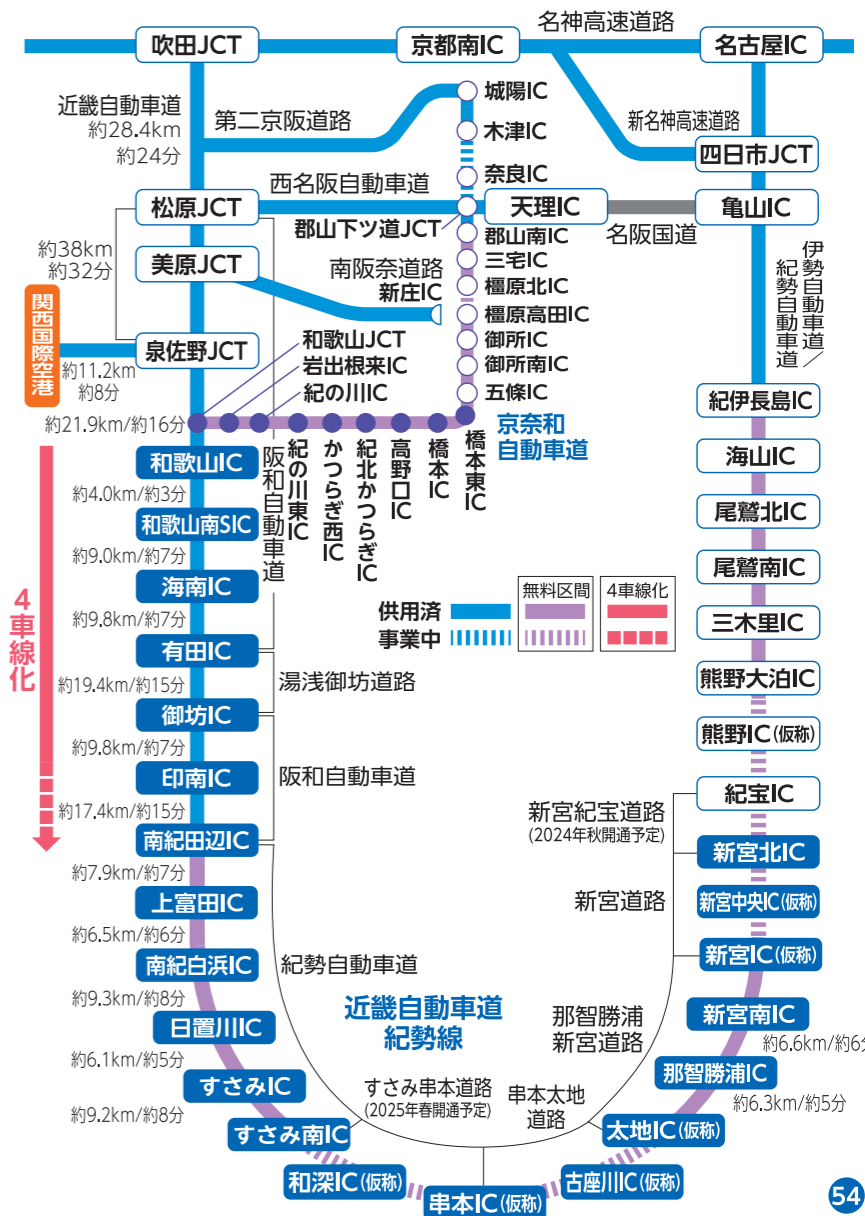 名神高速道路
吹田JCT
京都南IC
名古屋IC
近畿自動車道
約28.4km
約24分
第二京阪道路
城陽IC
木津IC
奈良IC
新名神高速道路
四日市JCT
西名阪自動車道
松原JCT
天理IC
亀山IC
郡山下ツ道JCT
名阪国道
郡山南IC
三宅IC
橿原北IC
橿原高田IC
御所IC
御所南IC
五條IC
約38km
約32分
美原JCT
南阪奈道路
新庄IC
伊勢自動車道/
紀勢自動車道
関西国際空港
泉佐野JCT
約11.2km
約8分
和歌山JCT
岩出根来IC
紀の川IC
約21.9km/約16分
京奈和
自動車道
紀の川東IC
かつらぎ西IC
紀北かつらぎIC
高野口IC
橋本IC
橋本東IC
紀伊長島IC
海山IC
尾鷲北IC
尾鷲南IC
三木里IC
熊野大泊IC
熊野IC(仮称)
紀宝IC
4車線化
和歌山IC
約4.0km/約3分
和歌山南SIC
約9.0km/約7分
海南IC
約9.8km/約7分
有田IC
約19.4km/約15分
御坊IC
約9.8km/約7分
印南IC
約17.4km/約15分
南紀田辺IC
約7.9km/約7分
上富田IC
約6.5km/約6分
南紀白浜IC
約9.3km/約8分
日置川IC
約6.1km/約5分
すさみIC
約9.2km/約8分
すさみ南IC
和深IC(仮称)
串本IC(仮称)
古座川IC(仮称)
太地IC(仮称)
約6.3km/約5分
那智勝浦IC
約6.6km/約6
新宮南IC
新宮IC(仮称)
新宮中央IC(仮称)
新宮北IC
阪和自動車道
湯浅御坊道路
阪和自動車道
紀勢自動車道
近畿自動車道
紀勢線
すさみ串本道路
(2025年春開通予定)
串本太地
道路
那智勝浦
新宮道路
新宮道路
新宮紀宝道路
(2024年秋開通予定)
無料区間
4車線化
供用済
事業中
54